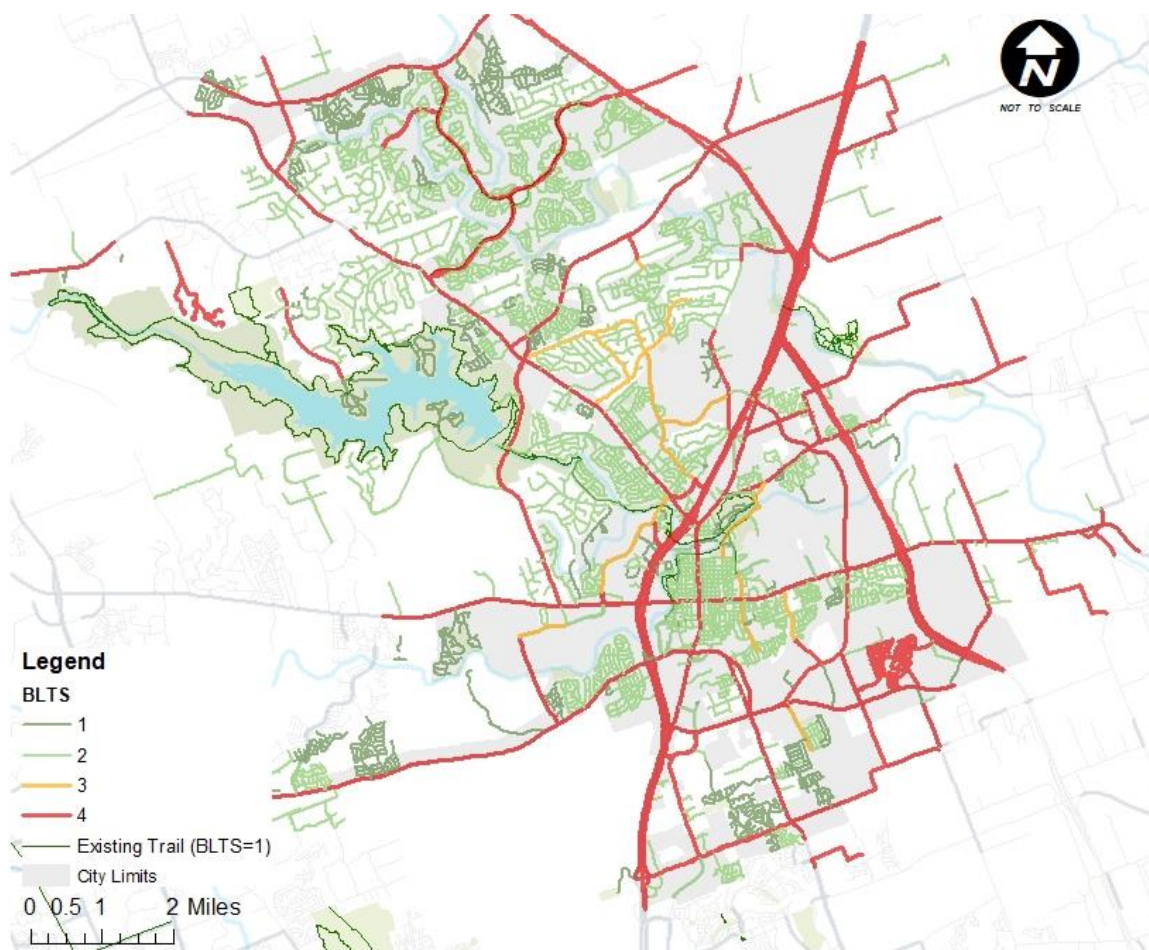 N
NOT TO SCALE
Legend
BLTS
1
2
3
4
Existing Trail (BLTS=1)
City Limits
0 0.5 1 2 Miles